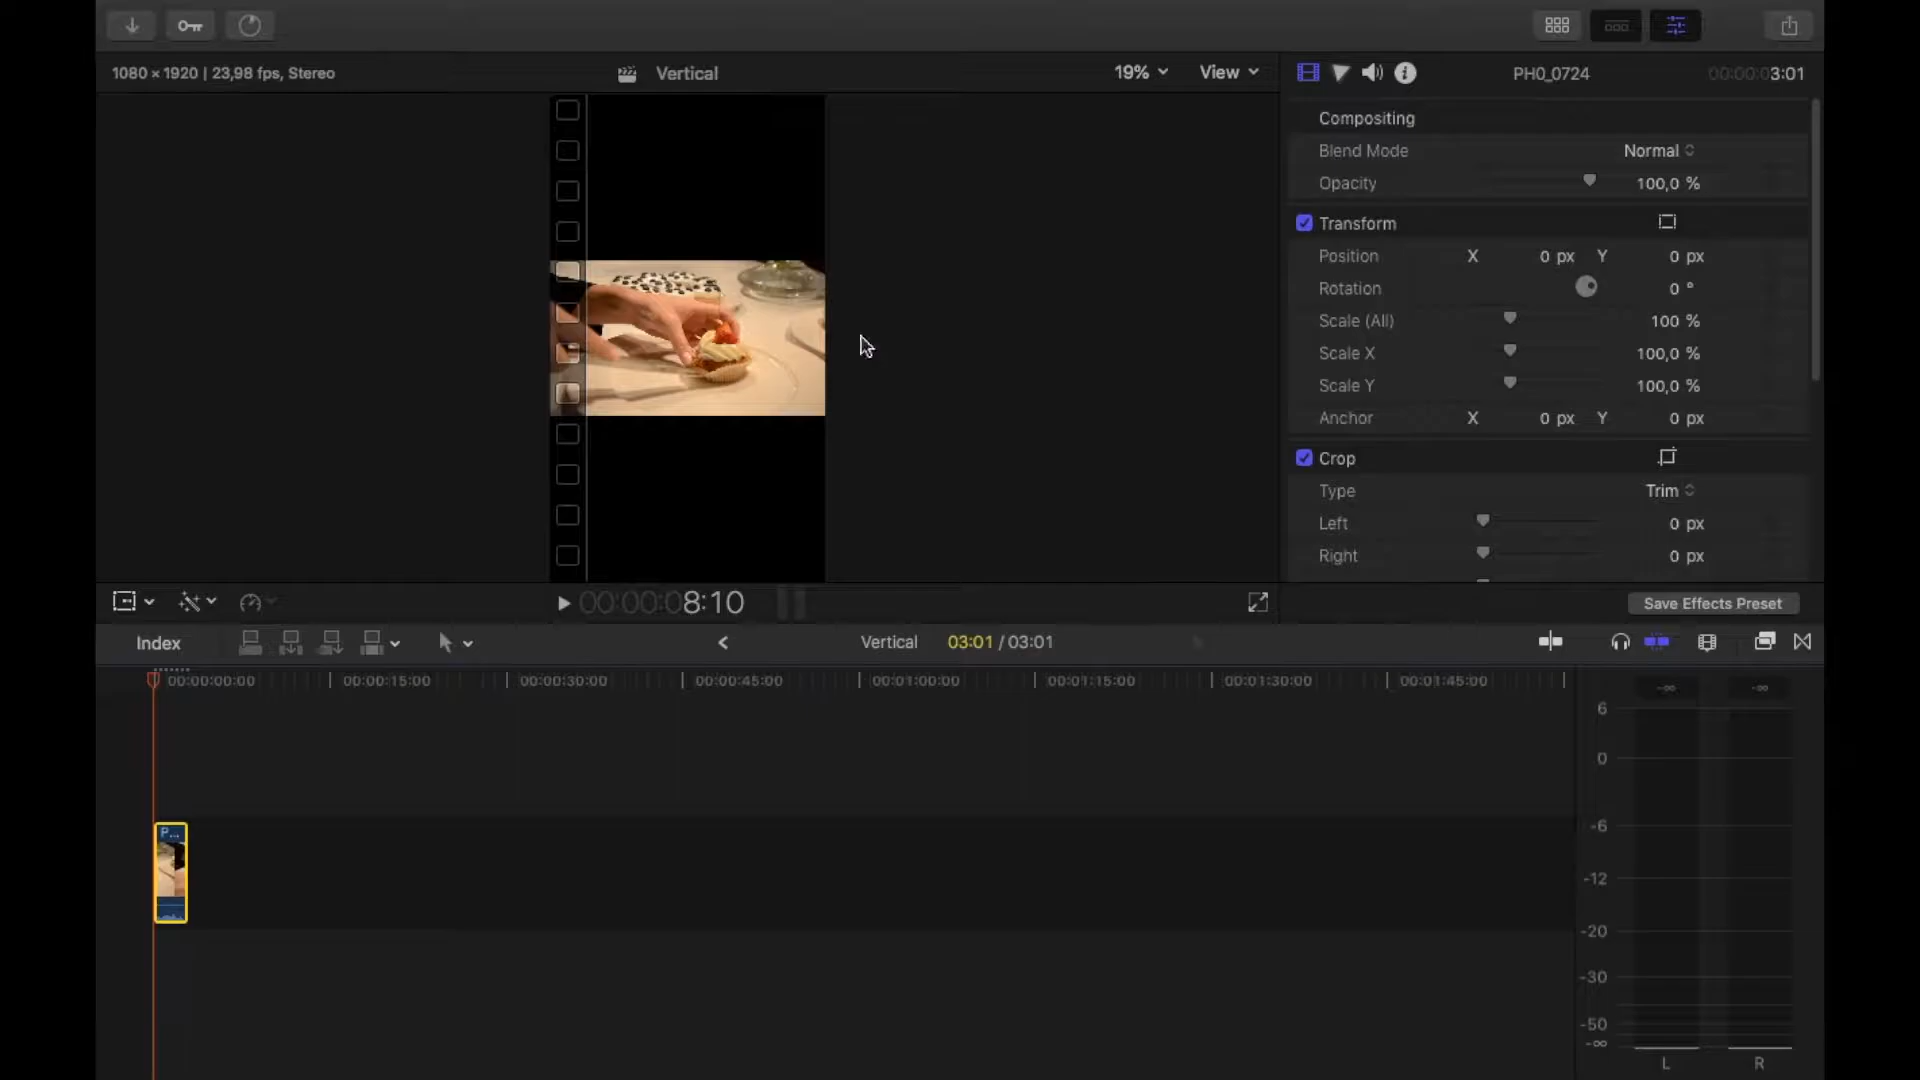 1080 × 1920 | 23,98 fps, Stereo
Vertical
19%
View
PH0_0724
00:00:03:01
Compositing
Blend Mode
Normal
Opacity
100,0 %
Transform
Position X 0 px Y 0 px
Rotation 0 °
Scale (All) 100 %
Scale X 100,0 %
Scale Y 100,0 %
Anchor X 0 px Y 0 px
Crop
Type Trim
Left 0 px
Right 0 px
00:00:08:10
Save Effects Preset
Index
Vertical
03:01 / 03:01
00:00:00:00
00:00:15:00
00:00:30:00
00:00:45:00
00:01:00:00
00:01:15:00
00:01:30:00
00:01:45:00
-∞ -∞
6
0
-6
-12
-20
-30
-50
-∞
L R
P...